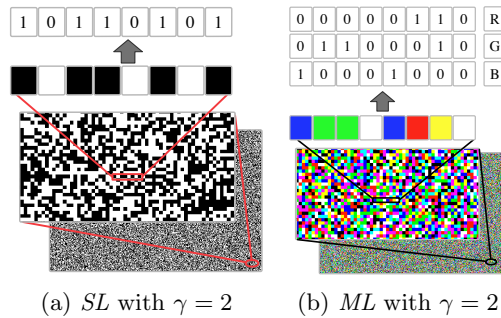 1 0 1 1 0 1 0 1
0 0 0 0 0 1 1 0 R
0 1 1 0 0 0 1 0 G
1 0 0 0 1 0 0 0 B
(a) SL with γ = 2
(b) ML with γ = 2